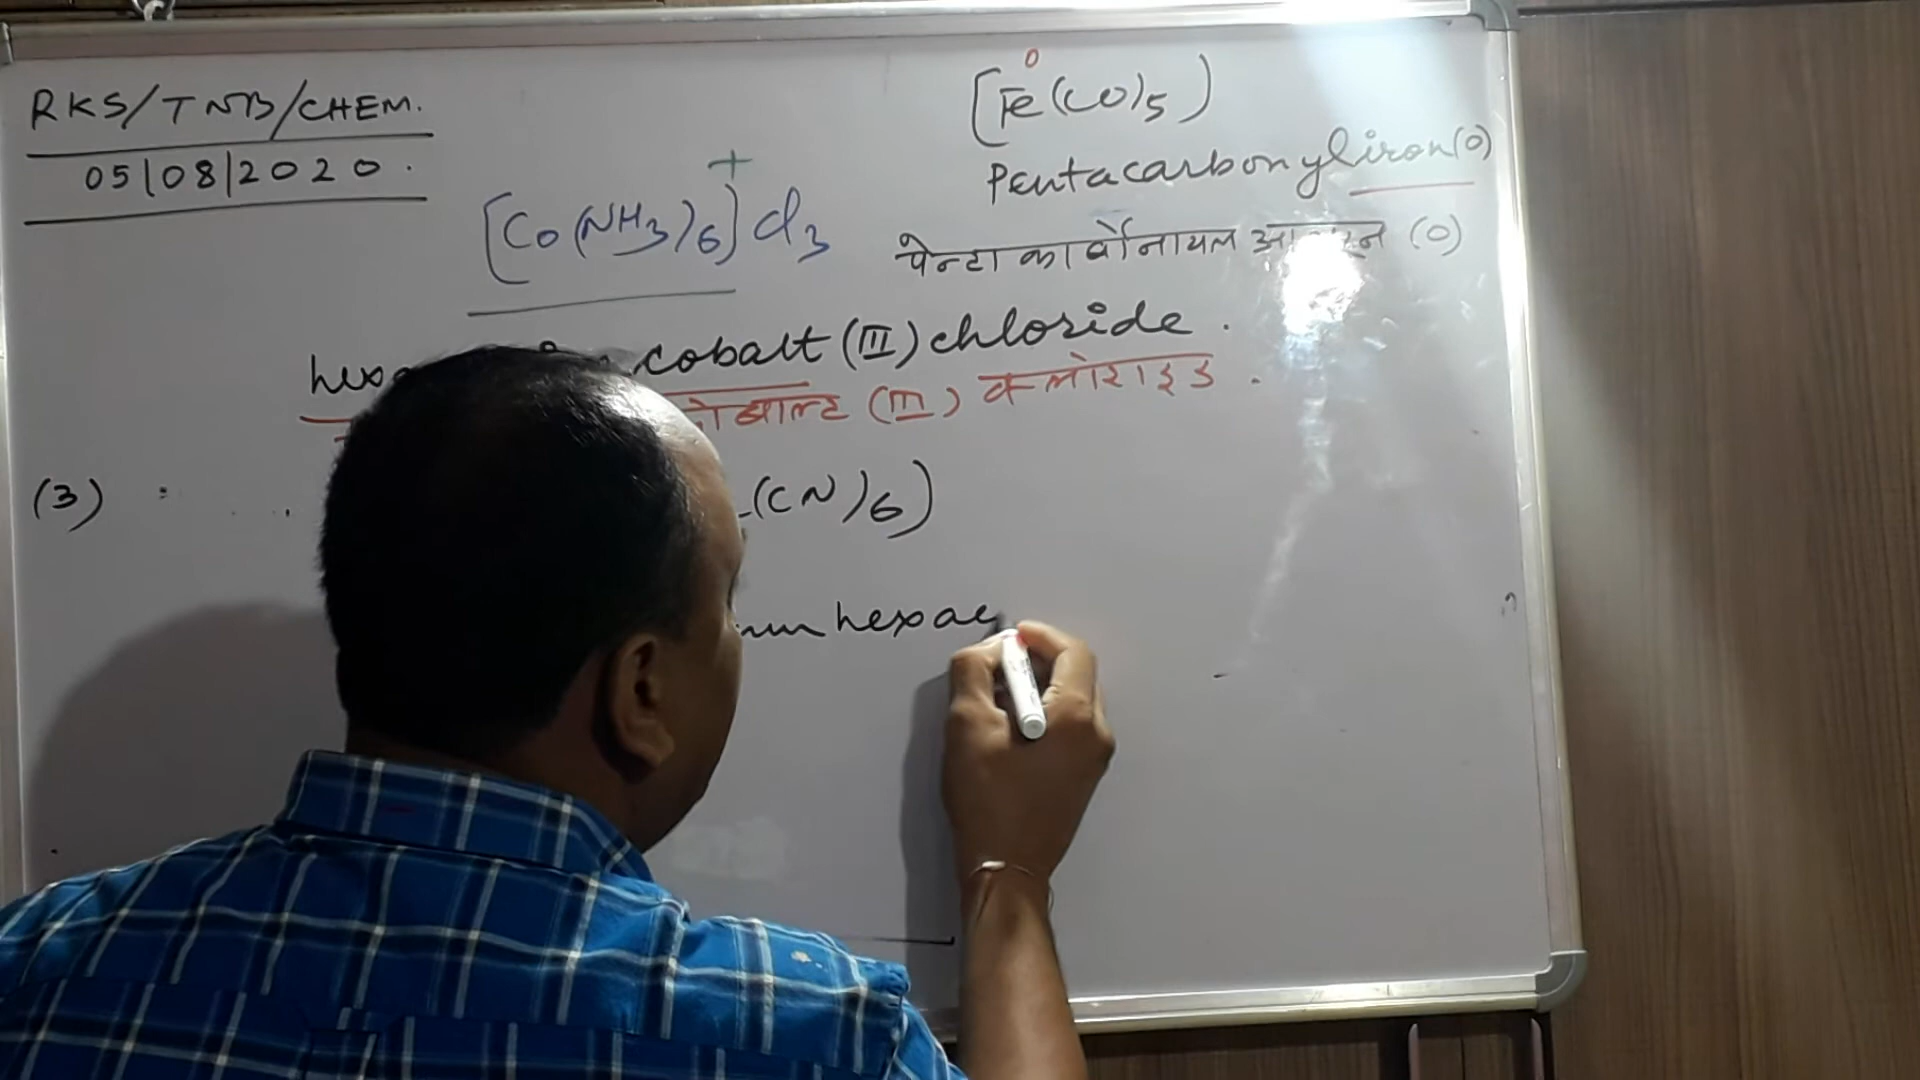 RKS/TNB/CHEM.
05/08/2020.
0
[Fe(CO)5]
Pentacarbonyliron(0)
पेन्टाकार्बोनायल आयरन (0)
+
[Co(NH3)6]Cl3
cobalt (III) chloride.
(III) क्लोराइड.
(3)
(CN)6]